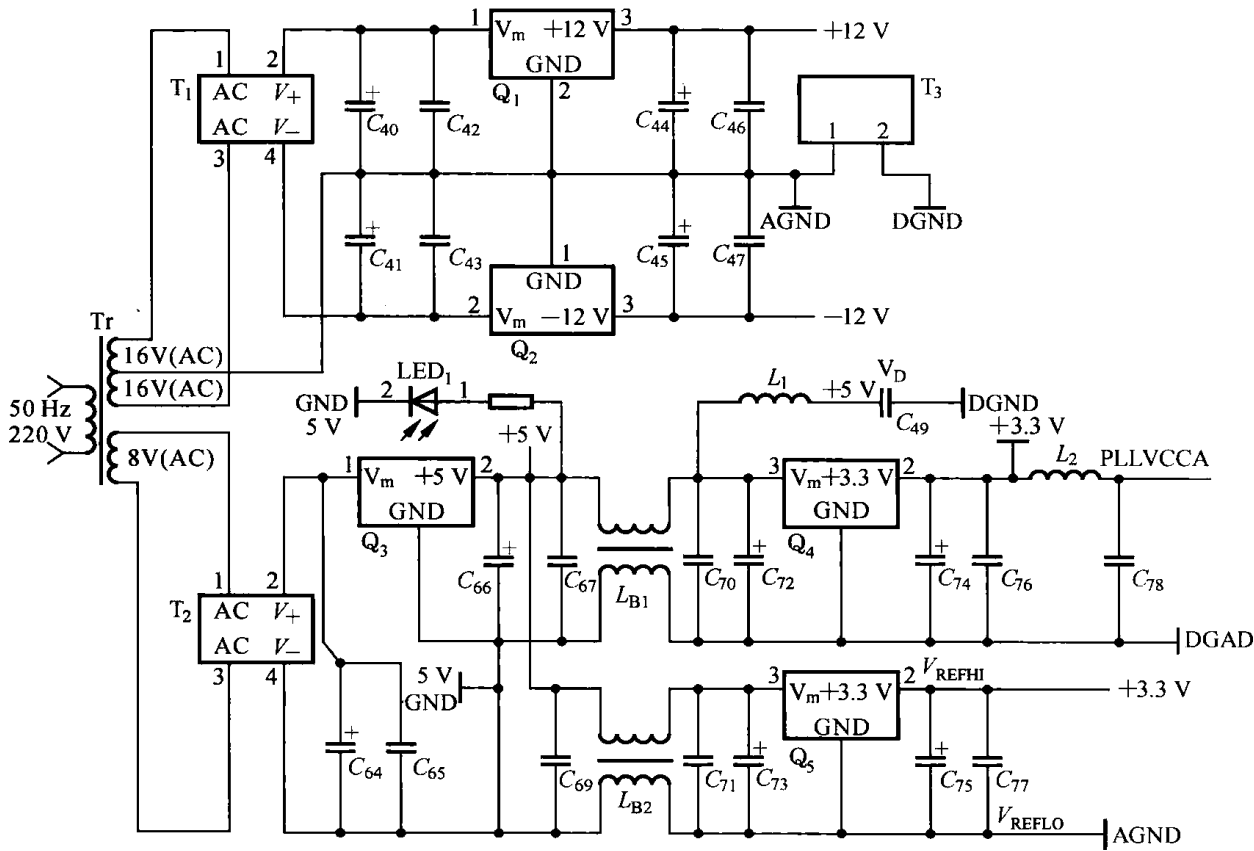 1 V_m +12 V 3
GND
Q_1 2
+12 V
1 2
T_1 AC V+
AC V−
3 4
C_40 +
C_42
C_44 +
C_46
T_3
1 2
AGND
DGND
C_41 +
C_43
C_45 +
C_47
1
GND
2 V_m −12 V 3
Q_2
−12 V
Tr
16V(AC)
16V(AC)
50 Hz
220 V
8V(AC)
LED_1
GND 2 1
5 V
+5 V
L_1 +5 V V_D
C_49
DGND
+3.3 V
L_2 PLLVCCA
1 V_m +5 V 2
GND
Q_3
3 V_m +3.3 V 2
GND
Q_4
C_66 +
C_67
L_B1
C_70
C_72 +
C_74 +
C_76
C_78
DGAD
1 2
T_2 AC V+
AC V−
3 4
5 V
GND
3 V_m +3.3 V 2
GND
Q_5
V_REFHI
+3.3 V
C_64 +
C_65
C_69
L_B2
C_71
C_73 +
C_75 +
C_77
V_REFLO
AGND